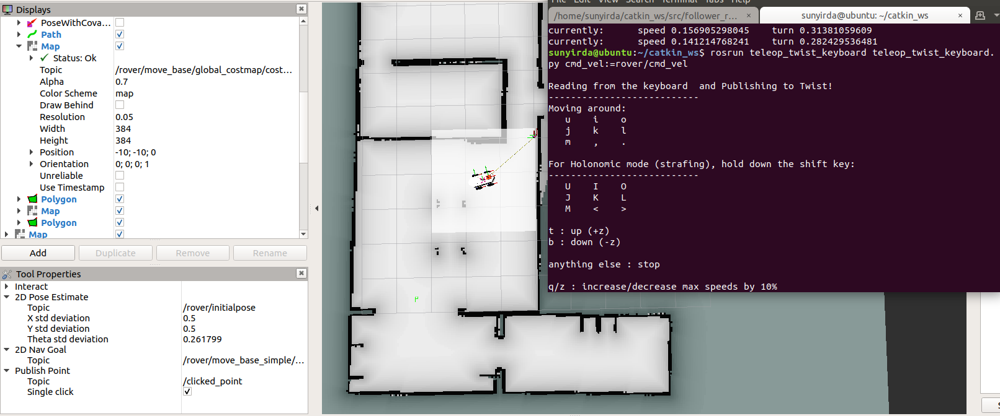 Displays
PoseWithCova...
Path
Map
Status: Ok
Topic /rover/move_base/global_costmap/cost...
Alpha 0.7
Color Scheme map
Draw Behind
Resolution 0.05
Width 384
Height 384
Position -10; -10; 0
Orientation 0; 0; 0; 1
Unreliable
Use Timestamp
Polygon
Map
Polygon
Map
Add Duplicate Remove Rename
Tool Properties
Interact
2D Pose Estimate
Topic /rover/initialpose
X std deviation 0.5
Y std deviation 0.5
Theta std deviation 0.261799
2D Nav Goal
Topic /rover/move_base_simple/...
Publish Point
Topic /clicked_point
Single click
File Edit View Search Terminal Tabs Help
/home/sunyirda/catkin_ws/src/follower_r... × sunyirda@ubuntu: ~/catkin_ws ×
currently: speed 0.156905298045 turn 0.31381059609
currently: speed 0.141214768241 turn 0.282429536481
sunyirda@ubuntu:~/catkin_ws$ rosrun teleop_twist_keyboard teleop_twist_keyboard.
py cmd_vel:=rover/cmd_vel
Reading from the keyboard  and Publishing to Twist!
---------------------------
Moving around:
u i o
j k l
m , .
For Holonomic mode (strafing), hold down the shift key:
---------------------------
U I O
J K L
M < >
t : up (+z)
b : down (-z)
anything else : stop
q/z : increase/decrease max speeds by 10%